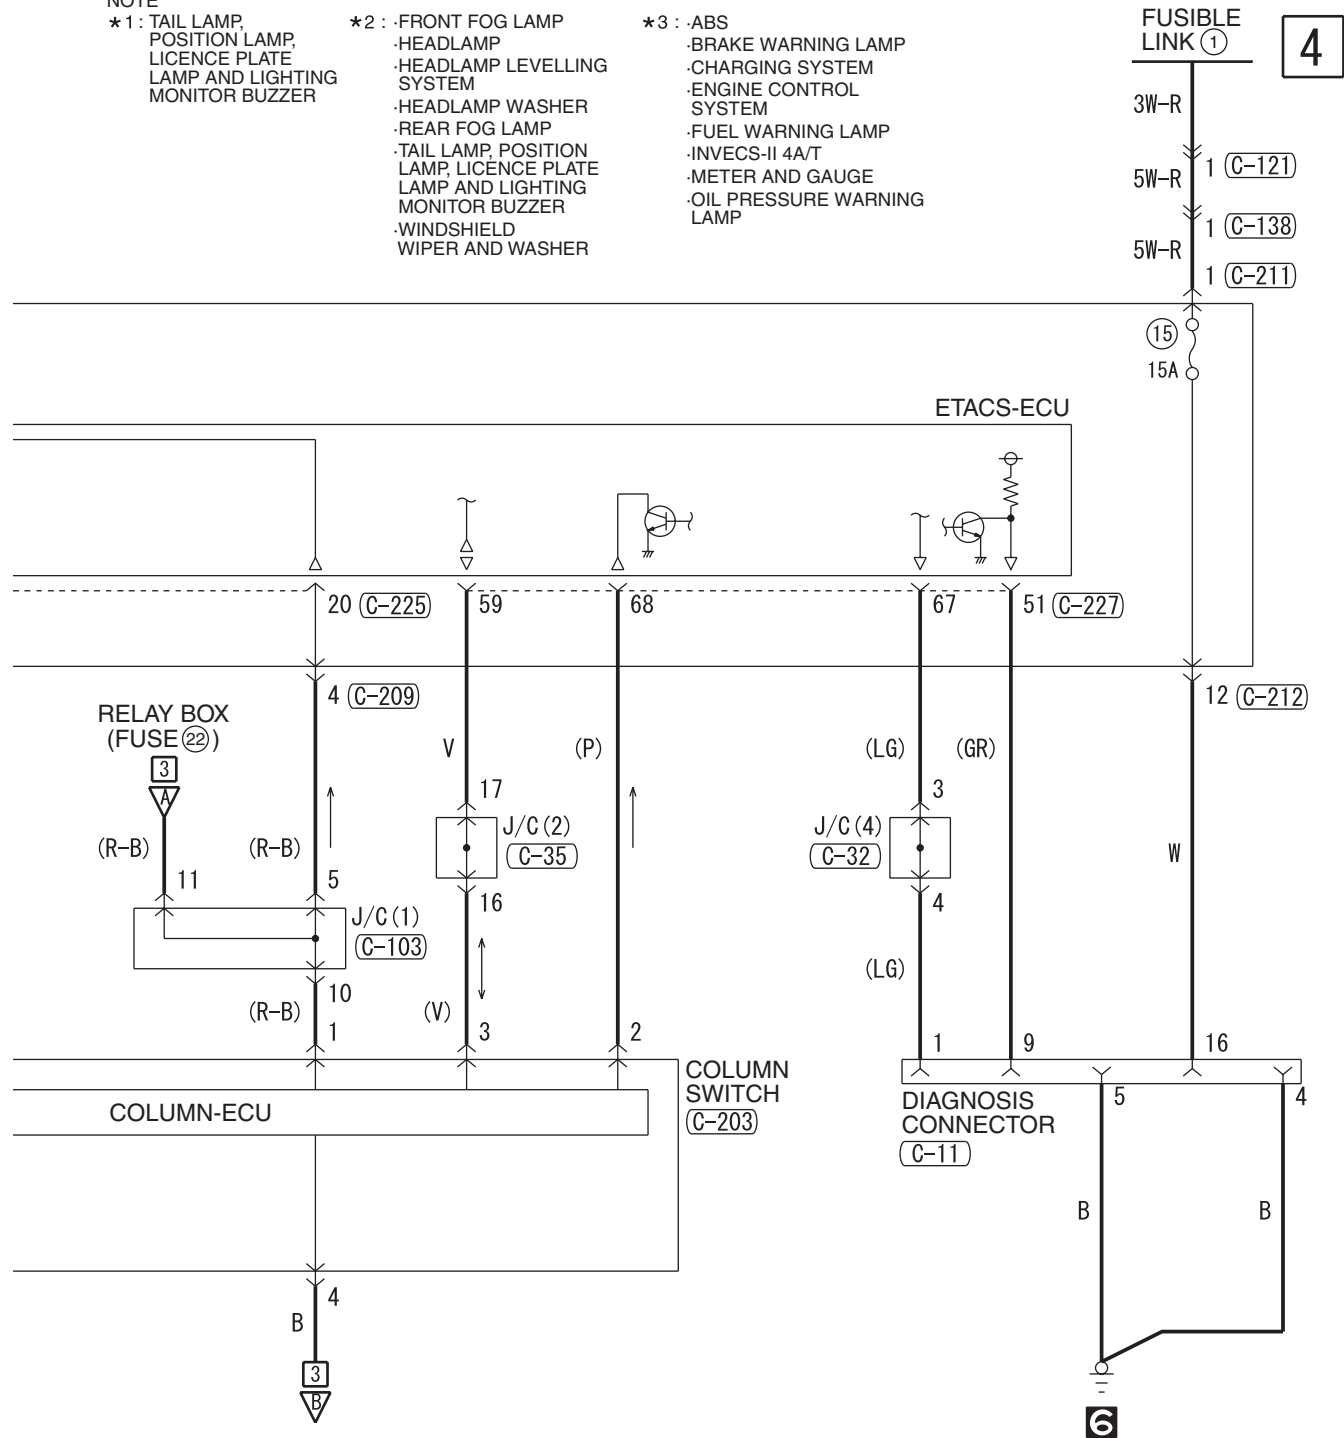 NOTE
*1: TAIL LAMP,
POSITION LAMP,
LICENCE PLATE
LAMP AND LIGHTING
MONITOR BUZZER
*2: ·FRONT FOG LAMP
·HEADLAMP
·HEADLAMP LEVELLING
SYSTEM
·HEADLAMP WASHER
·REAR FOG LAMP
·TAIL LAMP, POSITION
LAMP, LICENCE PLATE
LAMP AND LIGHTING
MONITOR BUZZER
·WINDSHIELD
WIPER AND WASHER
*3: ·ABS
·BRAKE WARNING LAMP
·CHARGING SYSTEM
·ENGINE CONTROL
SYSTEM
·FUEL WARNING LAMP
·INVECS-II 4A/T
·METER AND GAUGE
·OIL PRESSURE WARNING
LAMP
FUSIBLE
LINK ①
4
3W-R
1 (C-121)
5W-R
1 (C-138)
5W-R
1 (C-211)
⑮
15A
ETACS-ECU
20 (C-225) 59 68 67 51 (C-227)
4 (C-209) 12 (C-212)
RELAY BOX
(FUSE㉒)
3
A
V (P) (LG) (GR)
17 3
(R-B) (R-B) J/C(2) J/C(4) W
(C-35) (C-32)
11 5 16 4
J/C(1)
(C-103)
(LG)
10
(R-B) (V)
1 3 2 1 9 16
COLUMN
SWITCH
(C-203)
COLUMN-ECU
DIAGNOSIS
CONNECTOR
(C-11)
5 4
B B
4
B
3
B
6